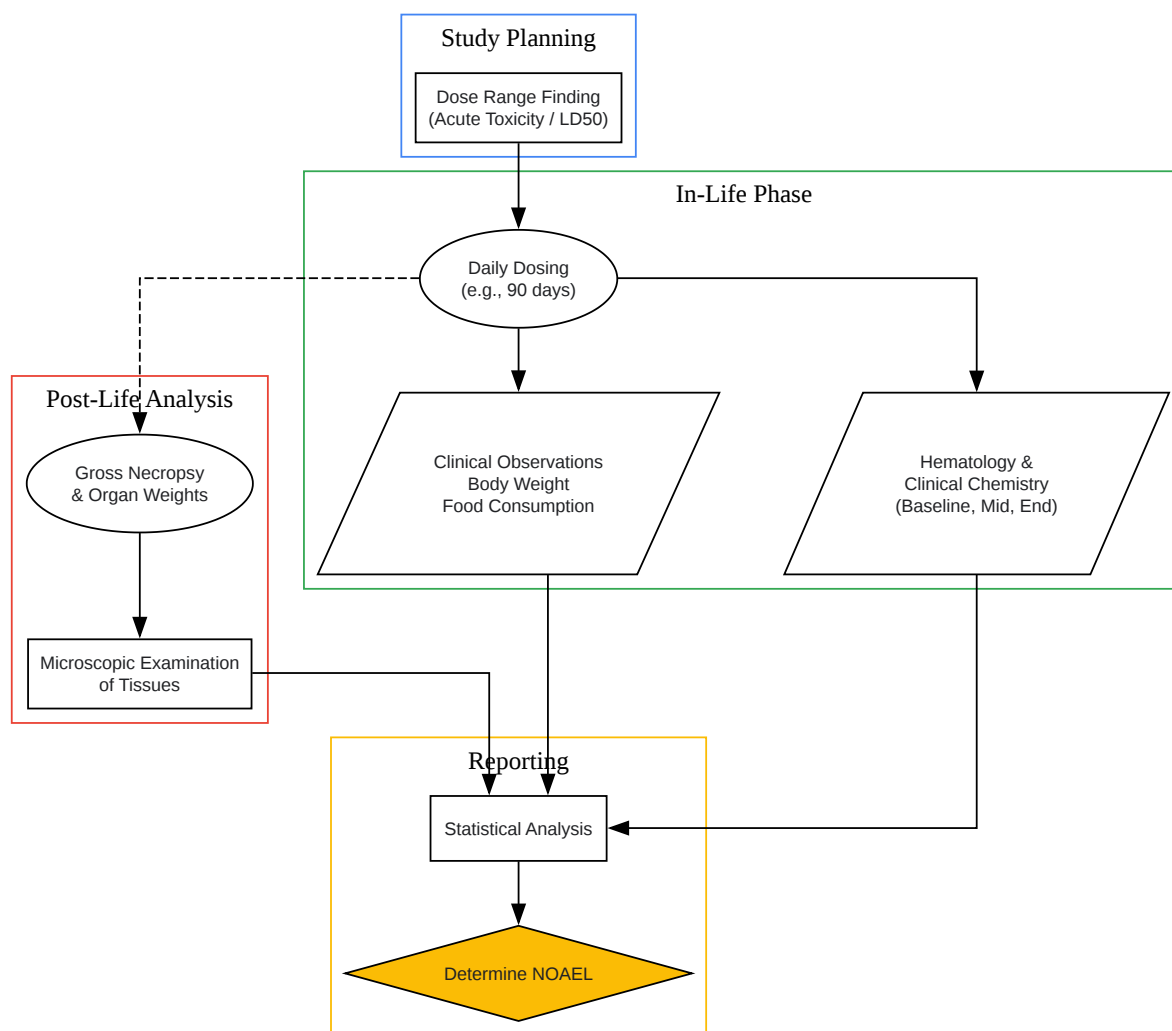 Study Planning
Dose Range Finding
(Acute Toxicity / LD50)
In-Life Phase
Daily Dosing
(e.g., 90 days)
Post-Life Analysis
Gross Necropsy
& Organ Weights
Clinical Observations
Body Weight
Food Consumption
Hematology &
Clinical Chemistry
(Baseline, Mid, End)
Microscopic Examination
of Tissues
Reporting
Statistical Analysis
Determine NOAEL